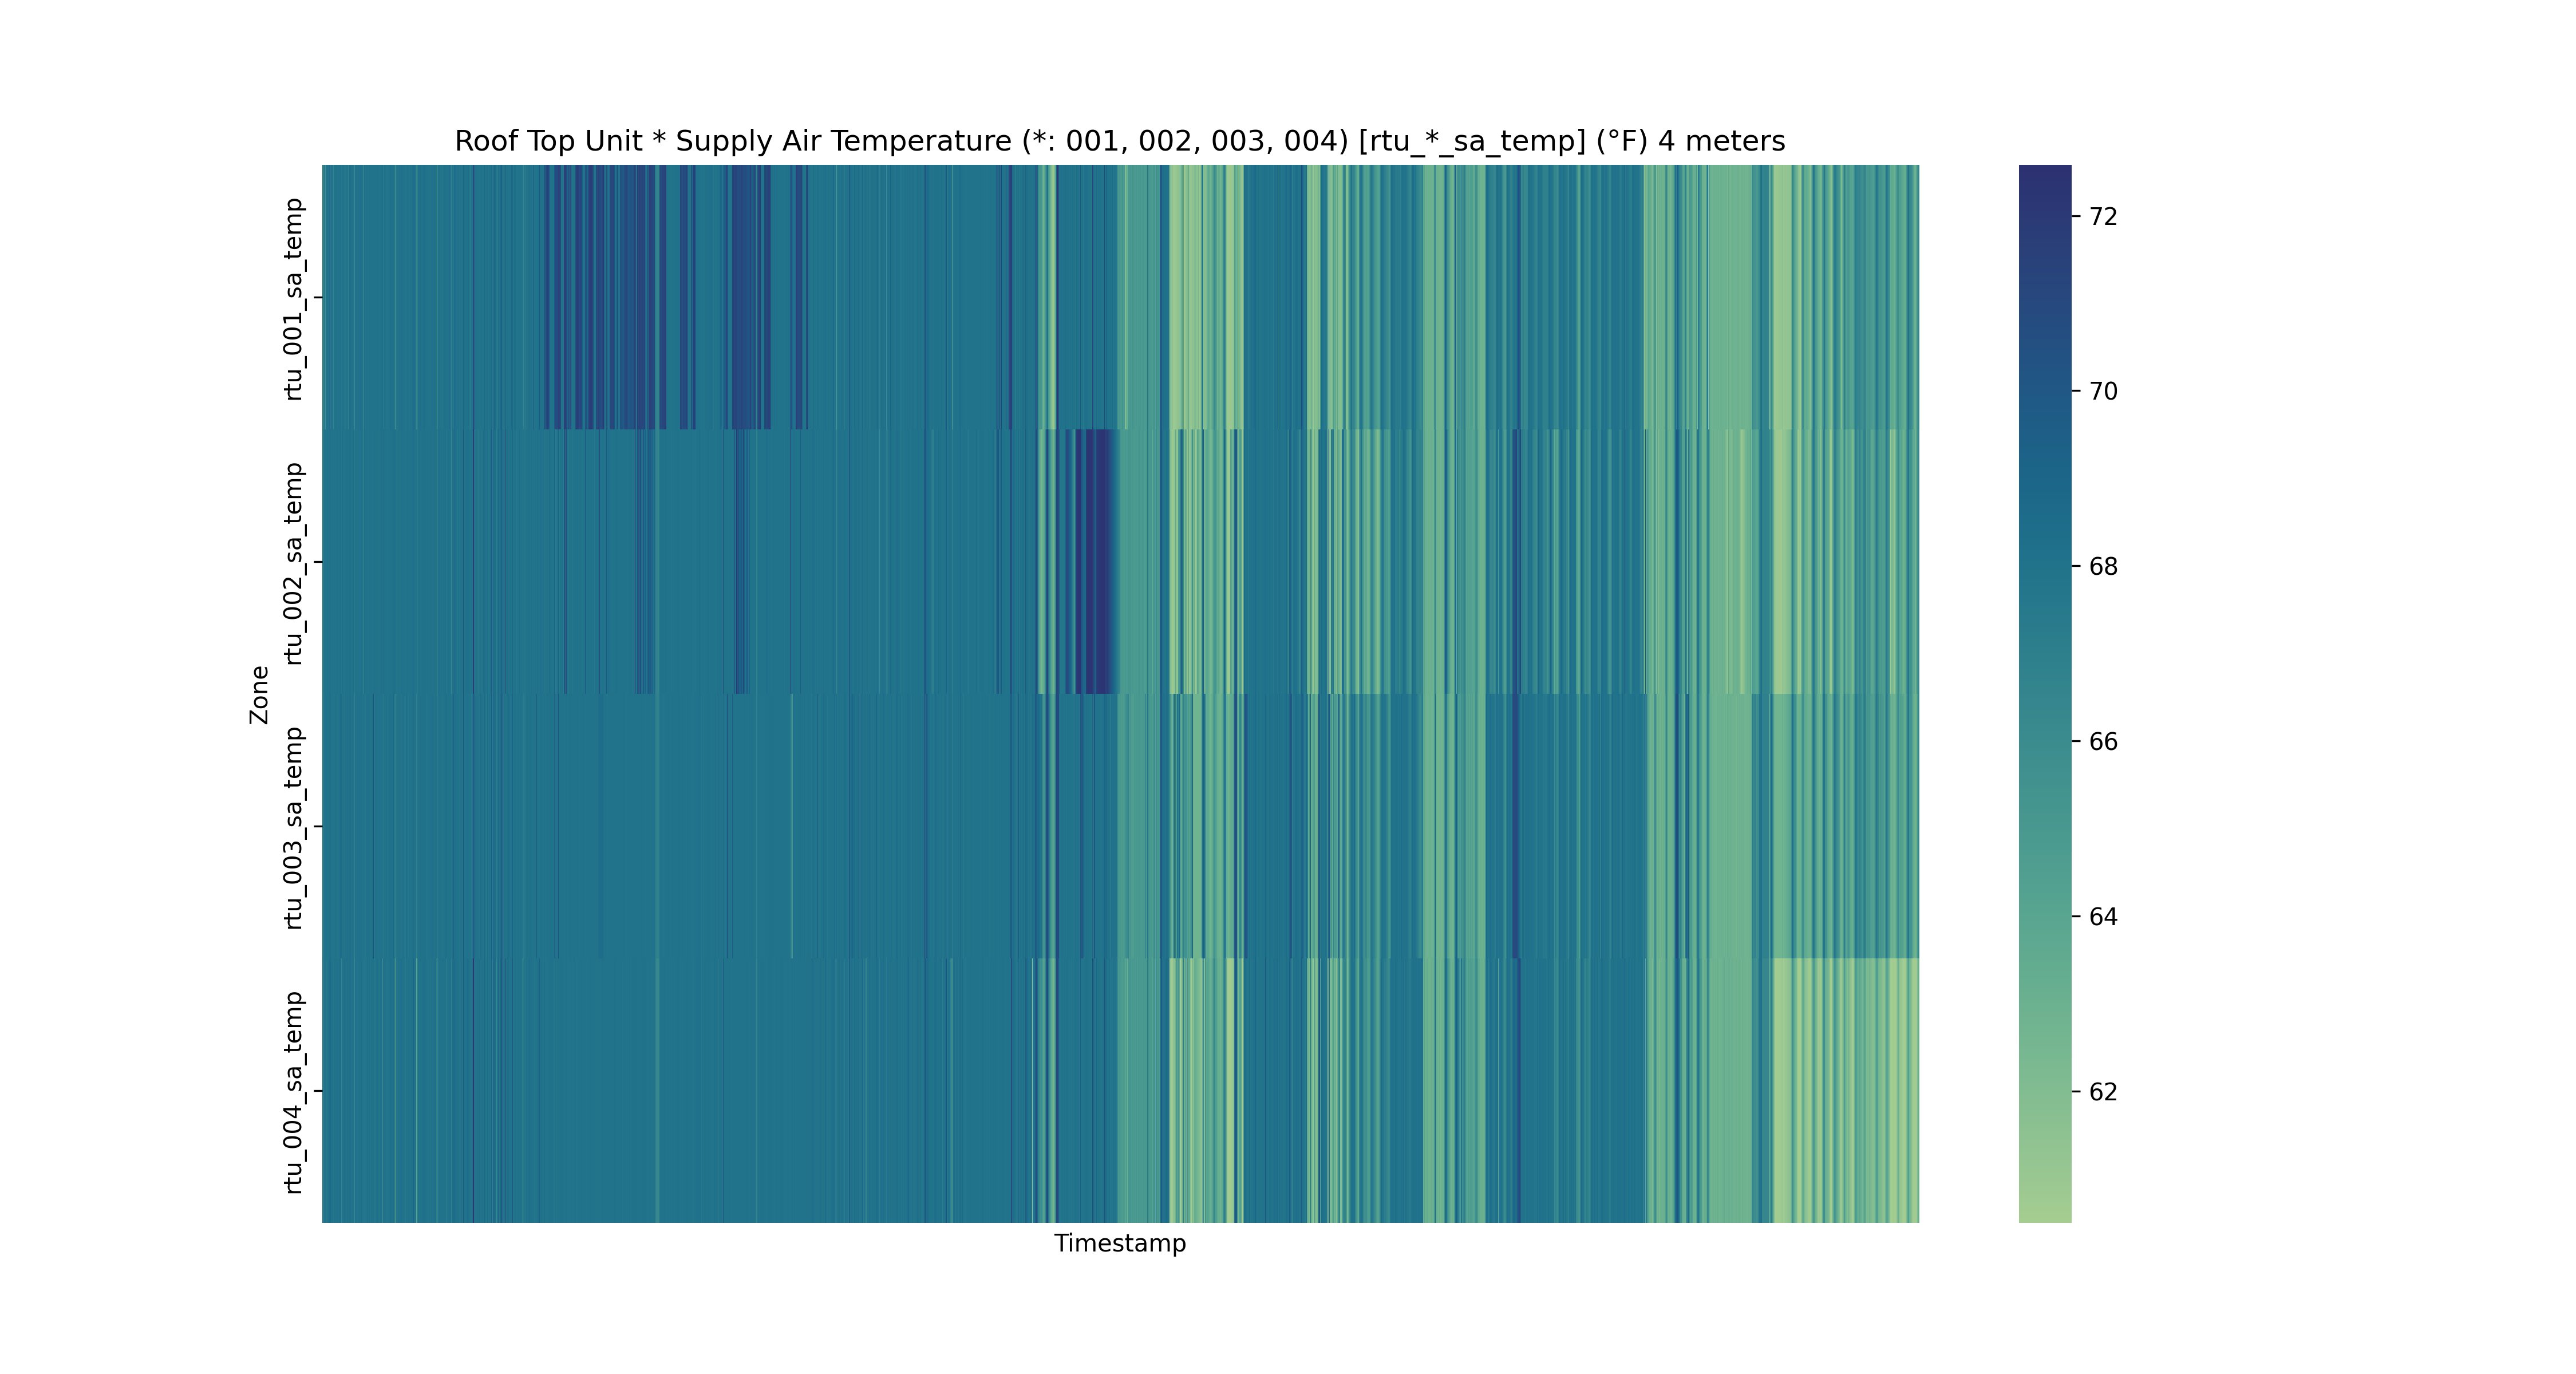 Roof Top Unit * Supply Air Temperature (*: 001, 002, 003, 004) [rtu_*_sa_temp] (°F) 4 meters
Zone
rtu_001_sa_temp
rtu_002_sa_temp
rtu_003_sa_temp
rtu_004_sa_temp
Timestamp
72
70
68
66
64
62